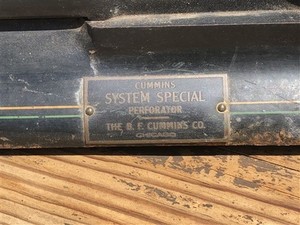 CUMMINS
SYSTEM SPECIAL
PERFORATOR
THE B. F. CUMMINS CO.
CHICAGO